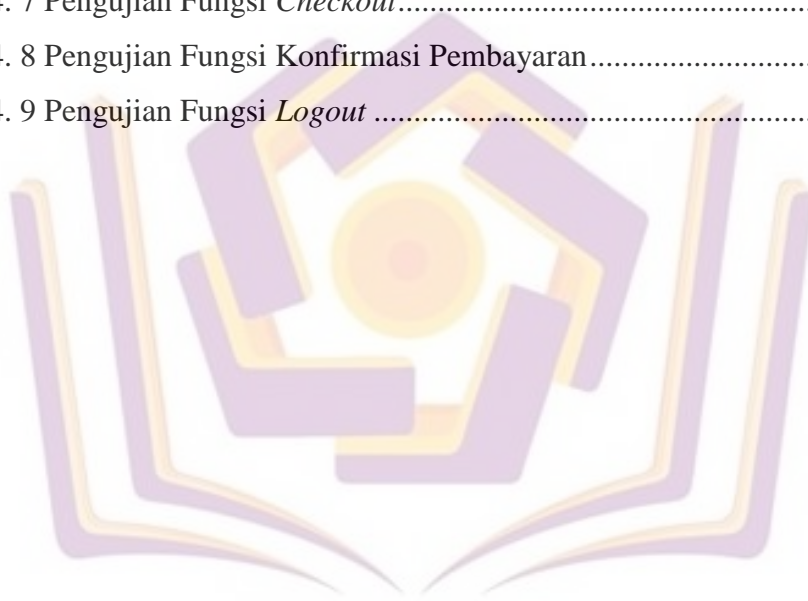 4. 7 Pengujian Fungsi Checkout............................................................
4. 8 Pengujian Fungsi Konfirmasi Pembayaran...........................
4. 9 Pengujian Fungsi Logout .....................................................